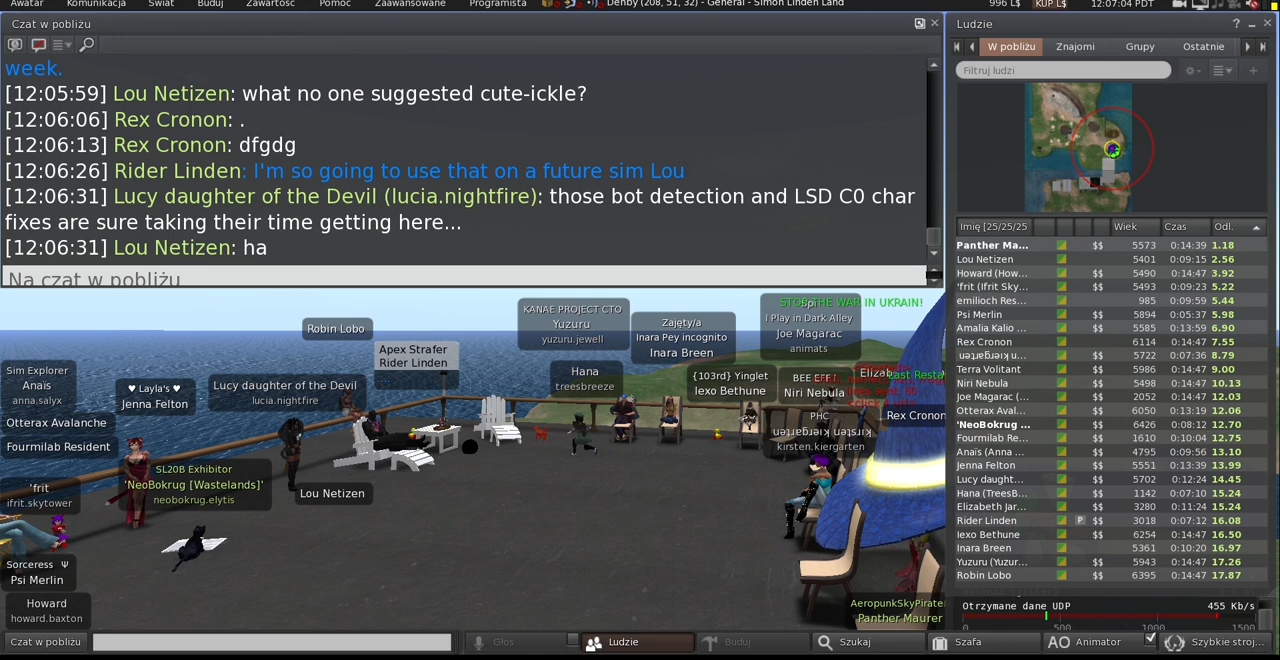 Awatar Komunikacja Świat Buduj Zawartość Pomoc Zaawansowane Programista Denby (208, 51, 32) - General - Simon Linden Land 996 L$ KUP L$ 12:07:04 PDT
Czat w pobliżu
week.
[12:05:59] Lou Netizen: what no one suggested cute-ickle?
[12:06:06] Rex Cronon: .
[12:06:13] Rex Cronon: dfgdg
[12:06:26] Rider Linden: I'm so going to use that on a future sim Lou
[12:06:31] Lucy daughter of the Devil (lucia.nightfire): those bot detection and LSD C0 char
fixes are sure taking their time getting here...
[12:06:31] Lou Netizen: ha
Na czat w pobliżu
Robin Lobo
Apex Strafer
Rider Linden
KANAE PROJECT CTO
Yuzuru
yuzuru.jewell
Zajęty/a
Inara Pey incognito
Inara Breen
STOP THE WAR IN UKRAIN!
I Play in Dark Alley
Joe Magarac
animats
Sim Explorer
Anaïs
anna.salyx
♥ Layla's ♥
Jenna Felton
Lucy daughter of the Devil
lucia.nightfire
Hana
treesbreeze
{103rd} Yinglet
Iexo Bethune
BEE EEF!
Niri Nebula
Elizab
Otterix Avalanche
Fourmilab Resident
Rex Cronon
PHC
kirsten.kiergarten
SL20B Exhibitor
'NeoBokrug [Wastelands]'
neobokrug.elytis
Lou Netizen
'frit
ifrit.skytower
Sorceress Ψ
Psi Merlin
Howard
howard.baxton
AeropunkSkyPirate
Panther Maurer
Ludzie
W pobliżu Znajomi Grupy Ostatnie
Filtruj ludzi
Imię [25/25/25 Wiek Czas Odl.
Panther Ma... $$ 5573 0:14:39 1.18
Lou Netizen 5401 0:09:15 2.56
Howard (How... $$ 5490 0:14:47 3.92
'frit (Ifrit Sky... $$ 5493 0:09:23 5.22
emilioch Res... 985 0:09:59 5.44
Psi Merlin $$ 5894 0:05:37 5.98
Amalia Kalio ... $$ 5585 0:13:59 6.90
Rex Cronon 6114 0:14:47 7.55
$$ 5722 0:07:36 8.79
Terra Volitant $$ 5986 0:14:47 9.00
Niri Nebula $$ 5498 0:14:47 10.13
Joe Magarac (... $$ 2052 0:14:47 12.03
Otterix Aval... $$ 6050 0:13:19 12.06
'NeoBokrug ... $$ 6426 0:08:12 12.70
Fourmilab Re... $$ 1610 0:10:04 12.75
Anaïs (Anna ... $$ 4795 0:09:56 13.10
Jenna Felton $$ 5551 0:13:39 13.99
Lucy daught... $$ 5702 0:12:24 14.45
Hana (TreesB... $$ 1142 0:07:10 15.24
Elizabeth Jar... $$ 3280 0:11:24 15.24
Rider Linden P $$ 3018 0:07:12 16.08
Iexo Bethune $$ 6254 0:14:47 16.50
Inara Breen 5361 0:10:20 16.97
Yuzuru (Yuzur... $$ 5943 0:14:47 17.26
Robin Lobo $$ 6395 0:14:47 17.87
Otrzymane dane UDP 455 Kb/s
0 500 1000 1500
Czat w pobliżu Głos Ludzie Buduj Szukaj Szafa AO Animator Szybkie stroj...